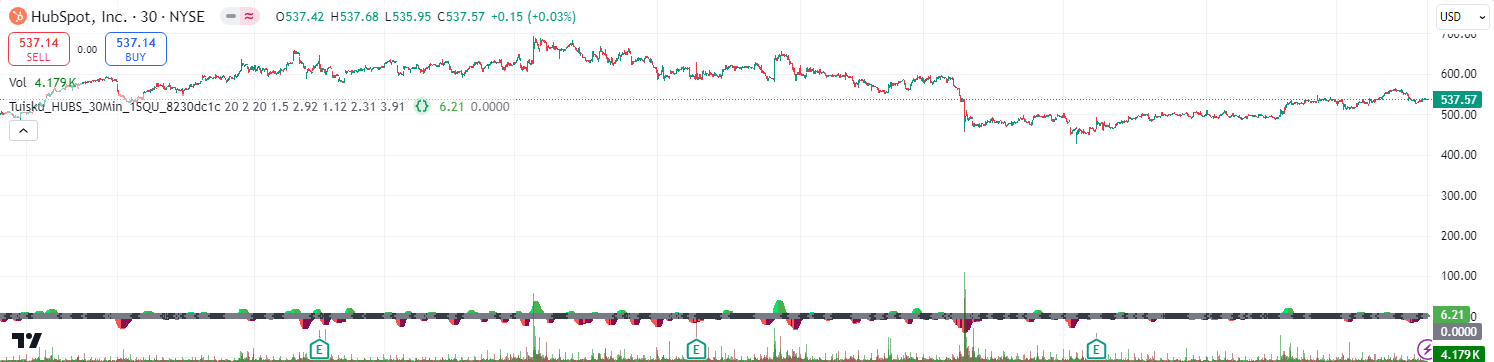 HubSpot, Inc. · 30 · NYSE O537.42 H537.68 L535.95 C537.57 +0.15 (+0.03%)
USD
537.14 SELL 0.00 537.14 BUY
Vol 4.179 K
Tuisku_HUBS_30Min_1SQU_8230dc1c 20 2 20 1.5 2.92 1.12 2.31 3.91 {} 6.21 0.0000
700.00
600.00
537.57
500.00
400.00
300.00
200.00
100.00
6.21
0.0000
4.179 K
E E E